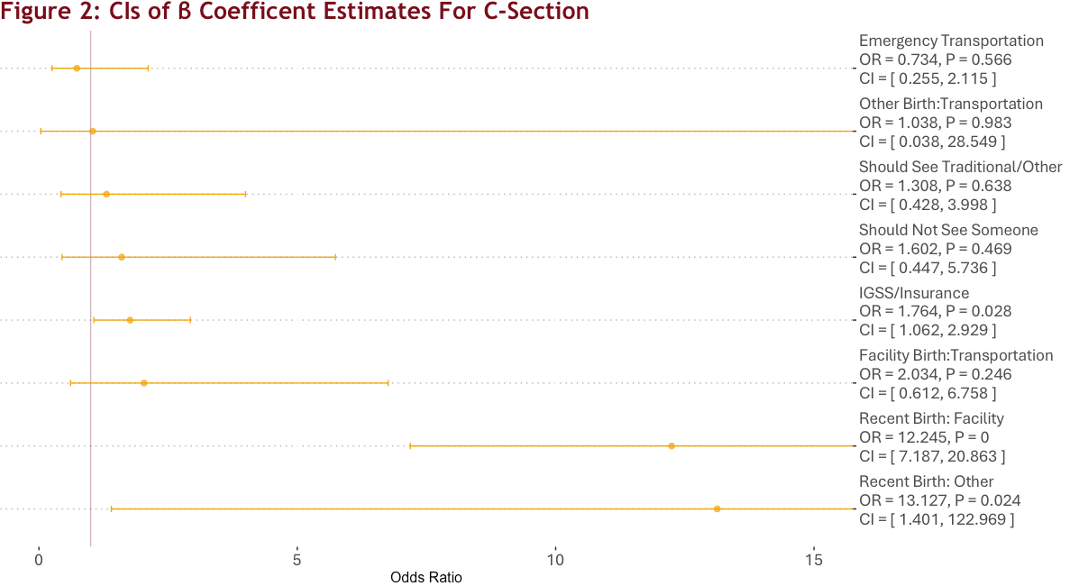 Figure 2: CIs of ß Coefficent Estimates For C-Section
Emergency Transportation
OR = 0.734, P = 0.566
CI = [ 0.255, 2.115 ]
Other Birth:Transportation
OR = 1.038, P = 0.983
CI = [ 0.038, 28.549 ]
Should See Traditional/Other
OR = 1.308, P = 0.638
CI = [ 0.428, 3.998 ]
Should Not See Someone
OR = 1.602, P = 0.469
CI = [ 0.447, 5.736 ]
IGSS/Insurance
OR = 1.764, P = 0.028
CI = [ 1.062, 2.929 ]
Facility Birth:Transportation
OR = 2.034, P = 0.246
CI = [ 0.612, 6.758 ]
Recent Birth: Facility
OR = 12.245, P = 0
CI = [ 7.187, 20.863 ]
Recent Birth: Other
OR = 13.127, P = 0.024
CI = [ 1.401, 122.969 ]
0 5 10 15
Odds Ratio